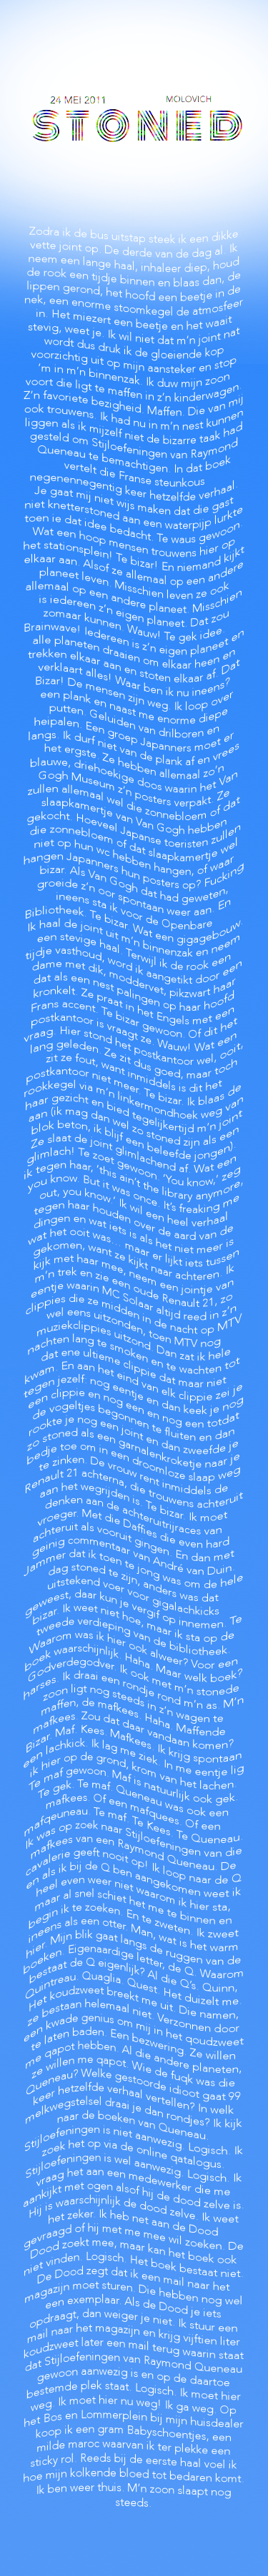 24 MEI 2011
MOLOVICH
STONED
Zodra ik de bus uitstap steek ik een dikke
vette joint op. De derde van de dag al. Ik
neem een lange haal, inhaleer diep, houd
de rook een tijdje binnen en blaas dan, de
lippen gerond, het hoofd een beetje in de
nek, een enorme stoomkegel de atmosfeer
in. Het miezert een beetje en het waait
stevig, weet je. Ik wil niet dat m'n joint nat
wordt dus druk ik de gloeiende kop
voorzichtig uit op mijn aansteker en stop
'm in m'n binnenzak. Ik duw mijn zoon
voort die ligt te maffen in z'n kinderwagen.
Z'n favoriete bezigheid. Maffen. Die van mij
ook trouwens. Ik had nu in m'n nest kunnen
liggen als ik mijzelf niet de bizarre taak had
gesteld om Stijloefeningen van Raymond
Queneau te bemachtigen. In dat boek
vertelt die Franse steunkous
negenennegentig keer hetzelfde verhaal.
Je gaat mij niet wijs maken dat die gast
niet knetterstoned aan een waterpijp lurkte
toen ie dat idee bedacht. Te waus gewoon.
Wat een hoop mensen trouwens hier op
het stationsplein! Te bizar! En niemand kijkt
elkaar aan. Alsof ze allemaal op een andere
planeet leven. Misschien leven ze ook
allemaal op een andere planeet. Misschien
is iedereen z'n eigen planeet. Dat zou
zomaar kunnen. Wauw! Te gek idee.
Brainwave! Iedereen is z'n eigen planeet en
alle planeten draaien om elkaar heen en
trekken elkaar aan en stoten elkaar af. Dat
verklaart alles! Waar ben ik nu ineens?
Bizar! De mensen zijn weg. Ik loop over
een plank en naast me enorme diepe
putten. Geluiden van drilboren en
heipalen. Een groep Japanners moet er
langs. Ik durf niet van de plank af en vrees
het ergste. Ze hebben allemaal zo'n
blauwe, driehoekige doos waarin het Van
Gogh Museum z'n posters verpakt. Ze
zullen allemaal wel die zonnebloem of dat
slaapkamertje van Van Gogh hebben
gekocht. Hoeveel Japanse toeristen zullen
die zonnebloem of dat slaapkamertje wel
niet op hun wc hebben hangen, of waar
hangen Japanners hun posters op? Fucking
bizar. Als Van Gogh dat had geweten,
groeide z'n oor spontaan weer aan. En
ineens sta ik voor de Openbare
Bibliotheek. Te bizar. Wat een gigagebouw.
Ik haal de joint uit m'n binnenzak en neem
een stevige haal. Terwijl ik de rook een
tijdje vasthoud, word ik aangetikt door een
dame met dik, moddervet, pikzwart haar
dat als een nest palingen op haar hoofd
kronkelt. Ze praat in het Engels met een
Frans accent. Te bizar gewoon. Of dit het
postkantoor is vraagt ze. Wauw! Wat een
vraag. Hier stond het postkantoor wel, ooit,
lang geleden. Ze zit dus goed, maar toch
zit ze fout, want inmiddels is dit het
postkantoor niet meer. Te bizar. Ik blaas de
rookkegel via m'n linkermondhoek weg van
haar gezicht en bied tegelijkertijd m'n joint
aan (ik mag dan wel zo stoned zijn als een
blok beton, ik blijf een beleefde jongen).
Ze slaat de joint glimlachend af. Wat een
glimlach! Te zoet gewoon. 'You know,' zeg
ik tegen haar, 'this ain't the library anymore,
you know. But it was once. It's freaking me
out, you know.' Ik wil een heel verhaal
tegen haar houden over de aard van de
dingen en wat iets is als het niet meer is
wat het ooit was... maar er lijkt iets tussen
gekomen, want ze kijkt naar achteren. Ik
kijk met haar mee, neem een jointje van
m'n trek en zie een oude Renault 21, zo
eentje waarin MC Solaar altijd reed in z'n
clippies die ze midden in de nacht op MTV
wel eens uitzonden, toen MTV nog
muziekclippies uitzond. Dan zat ik hele
nachten lang te smoken en te wachten tot
dat ene ultieme clippie dat maar niet
kwam. En aan het eind van elk clippie zei je
tegen jezelf: nog eentje en dan keek je nog
een clippie en nog een en nog een totdat
de vogeltjes begonnen te fluiten en dan
rookte je nog een joint en dan zweefde je
zo stoned als een garnalenkroketje naar je
bedje toe om in een droomloze slaap weg
te zinken. De vrouw rent inmiddels de
Renault 21 achterna, die trouwens achteruit
aan het wegrijden is. Te bizar. Ik moet
denken aan de achteruitrijraces van
vroeger. Met die Daffies die even hard
achteruit als vooruit gingen. En dan met
geinig commentaar van André van Duin.
Jammer dat ik toen te jong was om de hele
dag stoned te zijn, anders was dat
uitstekend voer voor gigalachkicks
geweest, daar kun je vergif op innemen. Te
bizar. Ik weet niet hoe, maar ik sta op de
tweede verdieping van de bibliotheek.
Waarom was ik hier ook alweer? Voor een
boek waarschijnlijk. Haha. Maar welk boek?
Godverdegodver. Ik ook met m'n stonede
harses. Ik draai een rondje rond m'n as. M'n
zoon ligt nog steeds in z'n wagen te
maffen, de mafkees. Haha. Maffende
mafkees. Zou dat daar vandaan komen?
Bizar. Maf. Kees. Mafkees. Ik krijg spontaan
een lachkick. Ik lag me ziek. In me eentje lig
ik hier op de grond, krom van het lachen.
Te maf gewoon. Maf is natuurlijk ook gek.
Te gek. Te maf. Queneau was ook een
mafkees. Of een mafquees. Of een
mafqeuneau. Te maf. Te Kees. Te Queneau.
Ik was op zoek naar Stijloefeningen van die
mafkees van een Raymond Queneau. De
cavalerie geeft nooit op! Ik loop naar de Q
en als ik bij de Q ben aangekomen weet ik
heel even weer niet waarom ik hier sta,
maar al snel schiet het me te binnen en
begin ik te zoeken. En te zweten. Ik zweet
ineens als een otter. Man, wat is het warm
hier. Mijn blik gaat langs de ruggen van de
boeken. Eigenaardige letter, de Q. Waarom
bestaat de Q eigenlijk? Al die Q's. Quinn,
Quintreau. Quaglia. Quest. Het duizelt me.
Het koudzweet breekt me uit. Die namen,
ze bestaan helemaal niet. Verzonnen door
een kwade genius om mij in het qoudzweet
te laten baden. Een bezwering. Ze willen
me qapot hebben. Al die andere planeten,
ze willen me qapot. Wie de fuqk was die
Queneau? Welke gestoorde idioot gaat 99
keer hetzelfde verhaal vertellen? In welk
melkwegstelsel draai je dan rondjes? Ik kijk
naar de boeken van Queneau.
Stijloefeningen is niet aanwezig. Logisch. Ik
zoek het op via de online qatalogus.
Stijloefeningen is wel aanwezig. Logisch. Ik
vraag het aan een medewerker die me
aankijkt met ogen alsof hij de dood zelve is.
Hij is waarschijnlijk de dood zelve. Ik weet
het zeker. Ik heb net aan de Dood
gevraagd of hij met me mee wil zoeken. De
Dood zoekt mee, maar kan het boek ook
niet vinden. Logisch. Het boek bestaat niet.
De Dood zegt dat ik een mail naar het
magazijn moet sturen. Die hebben nog wel
een exemplaar. Als de Dood je iets
opdraagt, dan weiger je niet. Ik stuur een
mail naar het magazijn en krijg vijftien liter
koudzweet later een mail terug waarin staat
dat Stijloefeningen van Raymond Queneau
gewoon aanwezig is en op de daartoe
bestemde plek staat. Logisch. Ik moet hier
weg. Ik moet hier nu weg! Ik ga weg. Op
het Bos en Lommerplein bij mijn huisdealer
koop ik een gram Babyschoentjes, een
milde maroc waarvan ik ter plekke een
sticky rol. Reeds bij de eerste haal voel ik
hoe mijn kolkende bloed tot bedaren komt.
Ik ben weer thuis. M'n zoon slaapt nog
steeds.